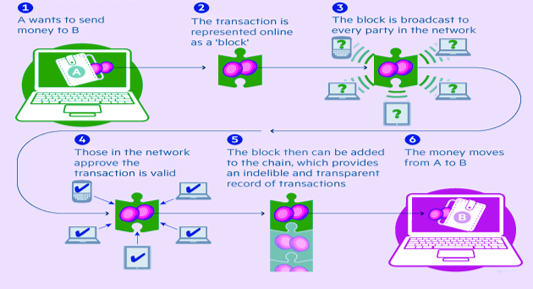 1
A wants to send
money to B
2
The transaction is
represented online
as a 'block'
3
The block is broadcast to
every party in the network
A
?
?
?
?
?
4
Those in the network
approve the
transaction is valid
5
The block then can be added
to the chain, which provides
an indelible and transparent
record of transactions
6
The money moves
from A to B
B